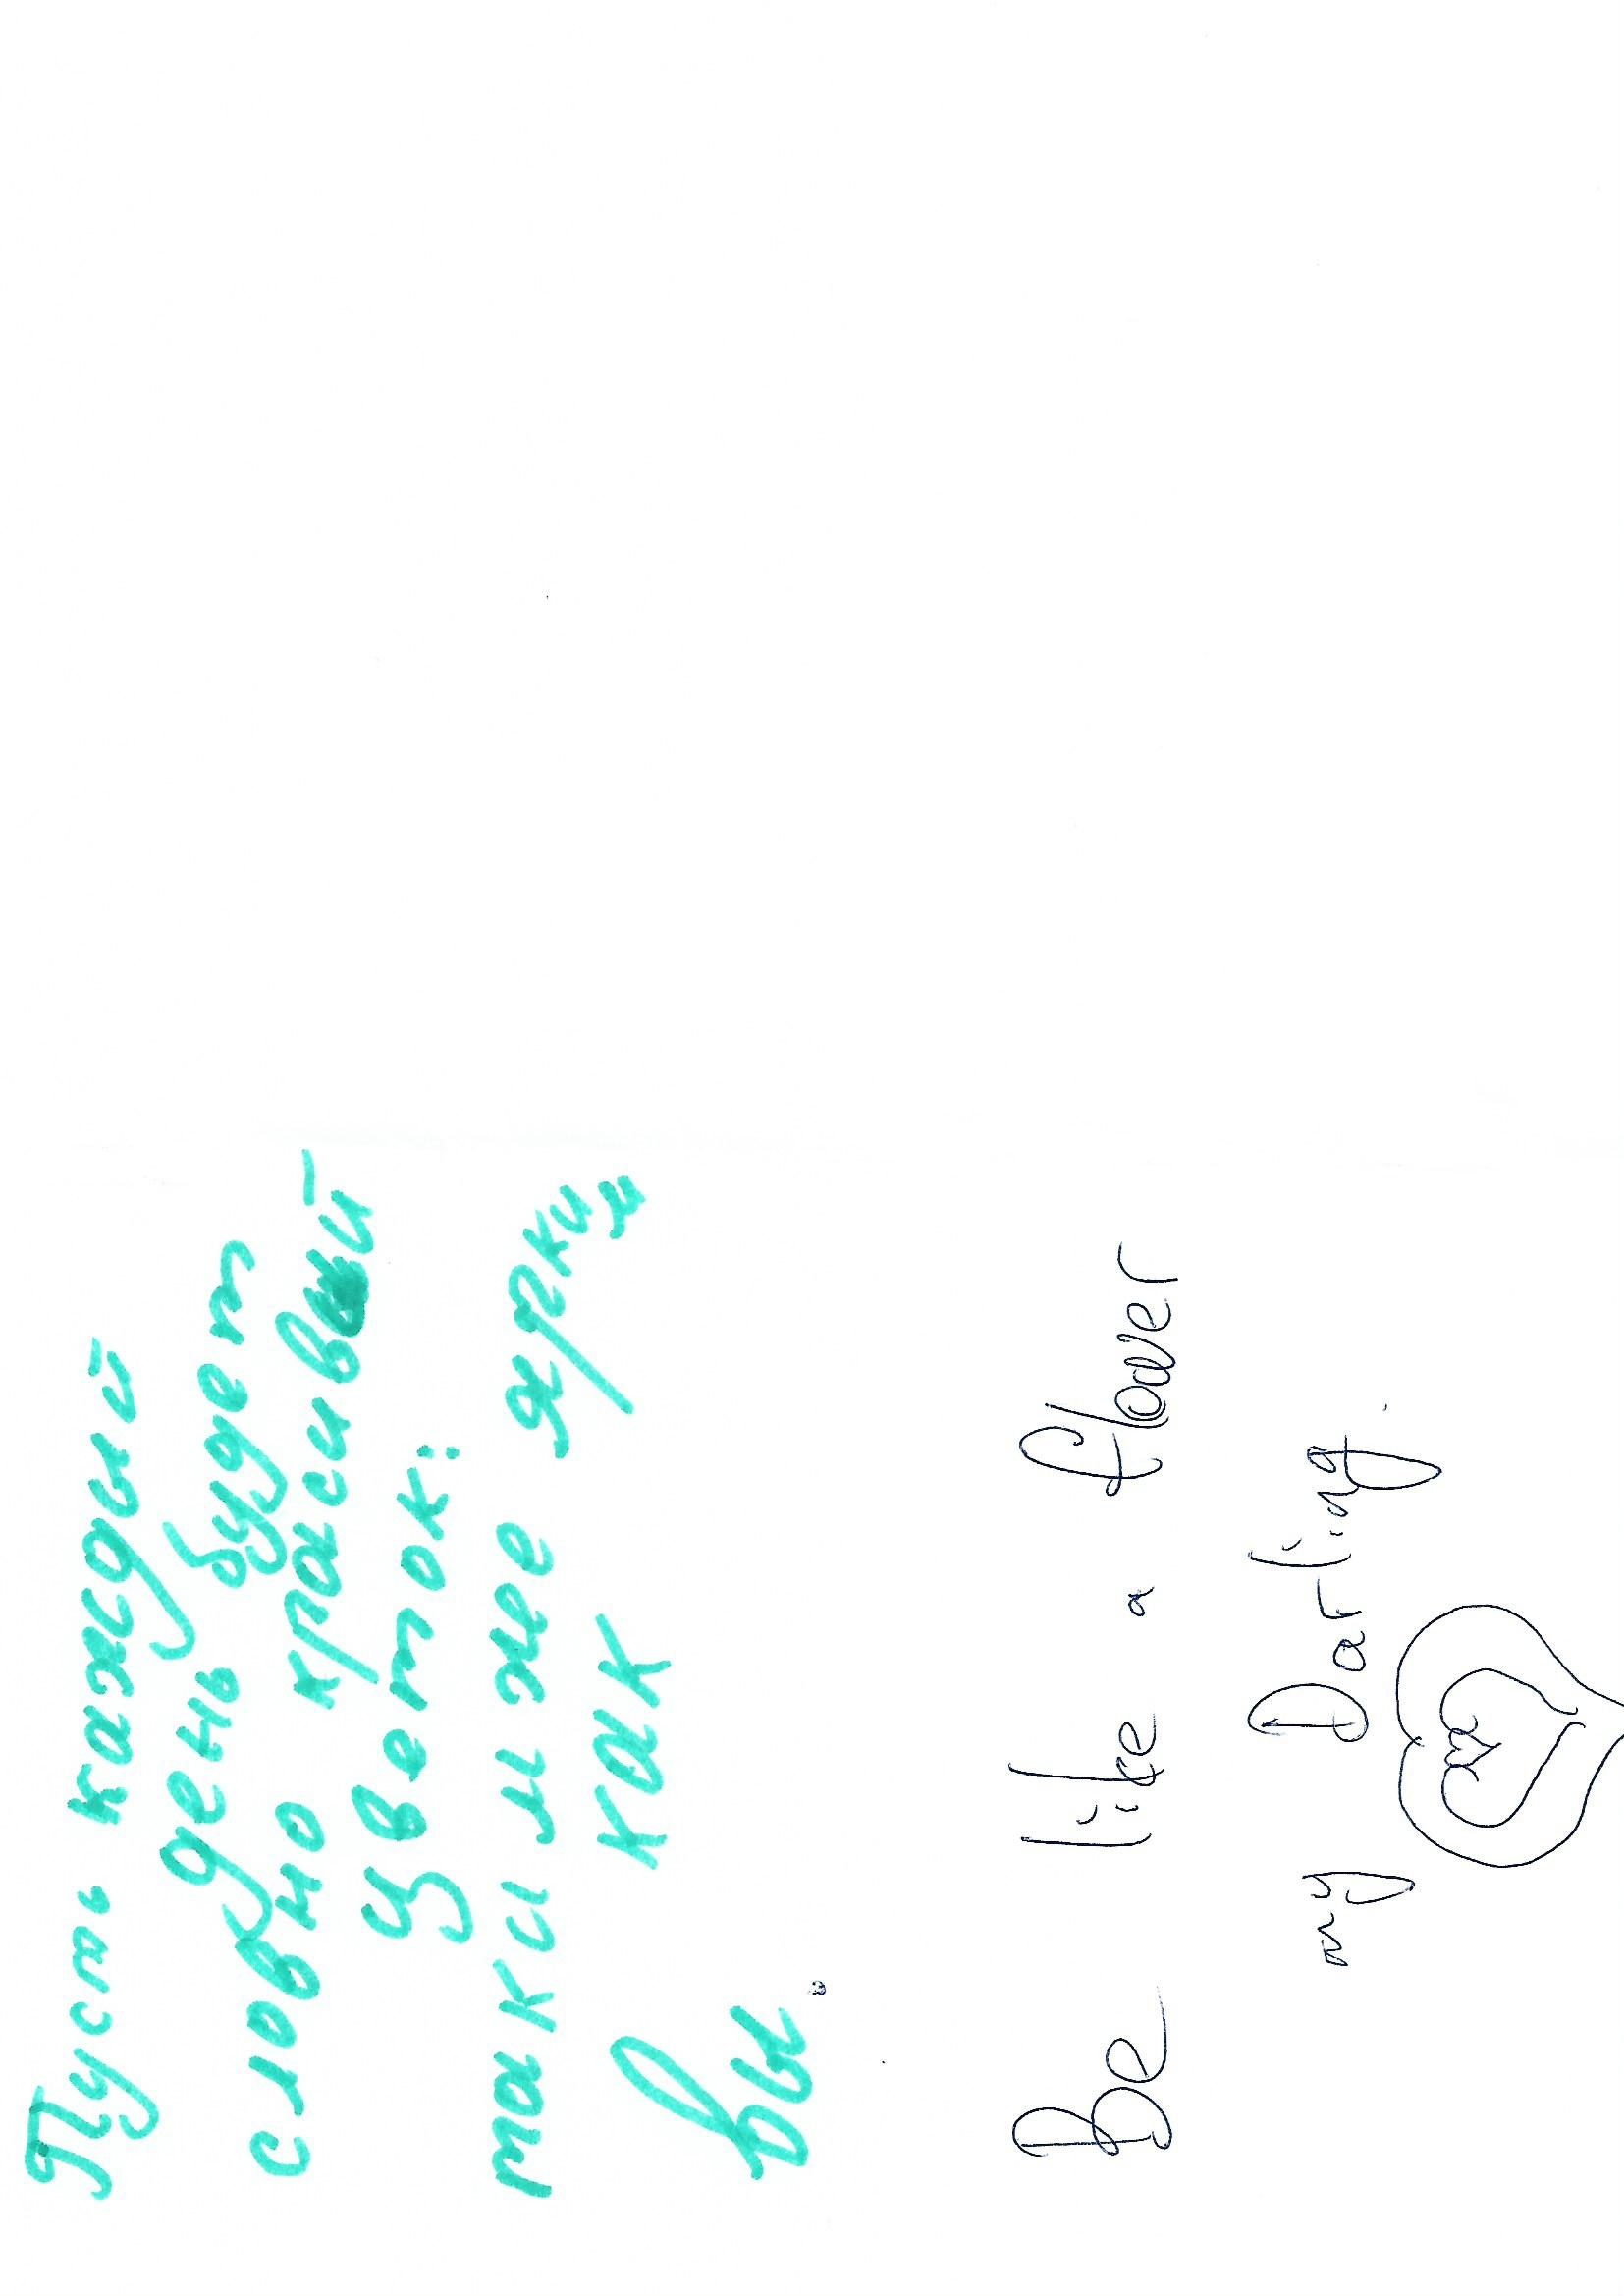 Пусть каждый
день будет
словно красивый
цветок:
таким же ярким
как
вы.
Be like a flower
my Darling.